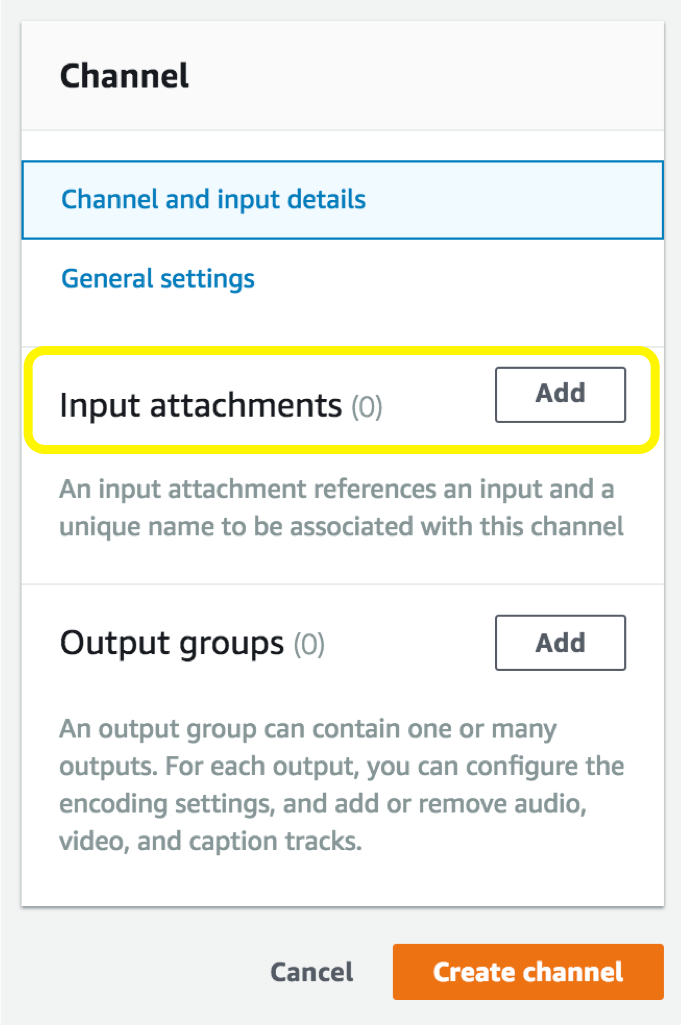 Channel
Channel and input details
General settings
Input attachments (0)
Add
An input attachment references an input and a
unique name to be associated with this channel
Output groups (0)
Add
An output group can contain one or many
outputs. For each output, you can configure the
encoding settings, and add or remove audio,
video, and caption tracks.
Cancel
Create channel